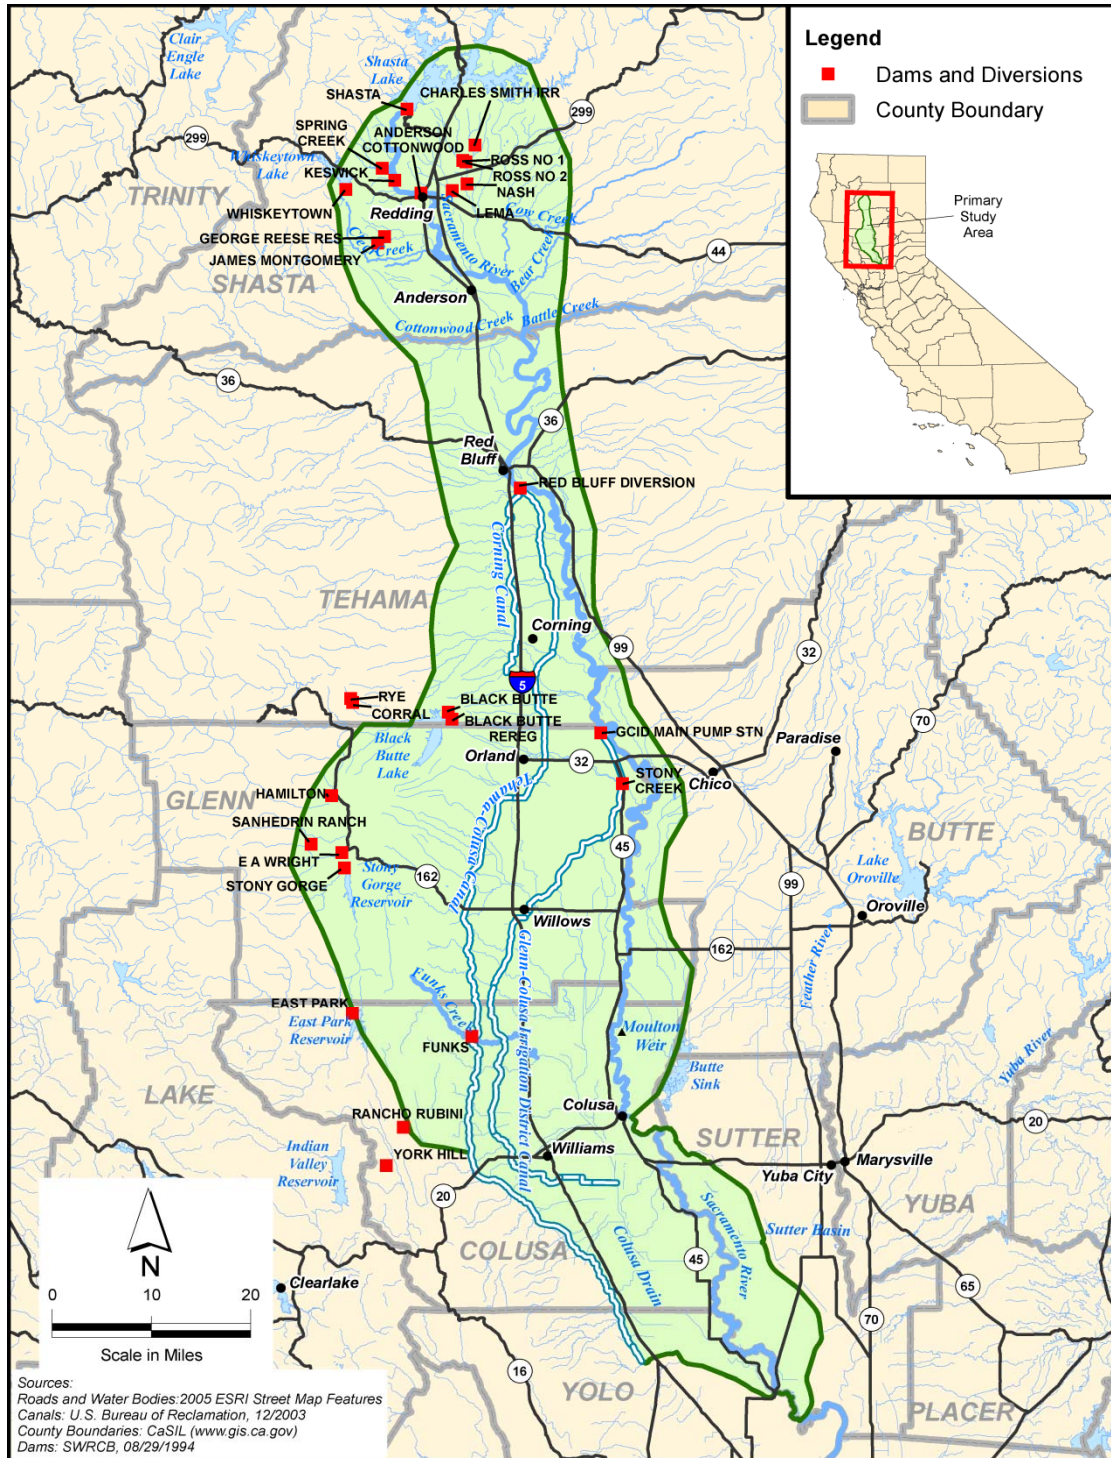 Legend
Dams and Diversions
County Boundary
Primary
Study
Area
Clair
Engle
Lake
Shasta
Lake
SHASTA
CHARLES SMITH IRR
299
SPRING
CREEK
ANDERSON
COTTONWOOD
299
Whiskeytown
Lake
KESWICK
ROSS NO 1
ROSS NO 2
NASH
TRINITY
WHISKEYTOWN
Redding
LEMA
Cow Creek
GEORGE REESE RES
Clear Creek
JAMES MONTGOMERY
Sacramento River
Bear Creek
44
SHASTA
Anderson
Cottonwood Creek
Battle Creek
36
36
Red
Bluff
RED BLUFF DIVERSION
Corning Canal
TEHAMA
Corning
99
32
5
RYE
CORRAL
BLACK BUTTE
BLACK BUTTE
REREG
70
GCID MAIN PUMP STN
Black
Butte
Lake
Orland
32
Paradise
Chico
STONY
CREEK
GLENN
HAMILTON
Tehama-Colusa Canal
SANHEDRIN RANCH
BUTTE
E A WRIGHT
45
STONY GORGE
Stony
Gorge
Reservoir
162
99
Lake
Oroville
Willows
Oroville
162
Glenn-Colusa Irrigation District Canal
Feather River
Funks Creek
EAST PARK
East Park
Reservoir
FUNKS
Moulton
Weir
Butte
Sink
Yuba River
LAKE
RANCHO RUBINI
Colusa
SUTTER
20
YORK HILL
Williams
Indian
Valley
Reservoir
Yuba City
Marysville
20
YUBA
Sacramento River
Sutter Basin
COLUSA
Colusa Drain
45
N
Clearlake
65
70
0
10
20
Scale in Miles
16
YOLO
PLACER
Sources:
Roads and Water Bodies:2005 ESRI Street Map Features
Canals: U.S. Bureau of Reclamation, 12/2003
County Boundaries: CaSIL (www.gis.ca.gov)
Dams: SWRCB, 08/29/1994